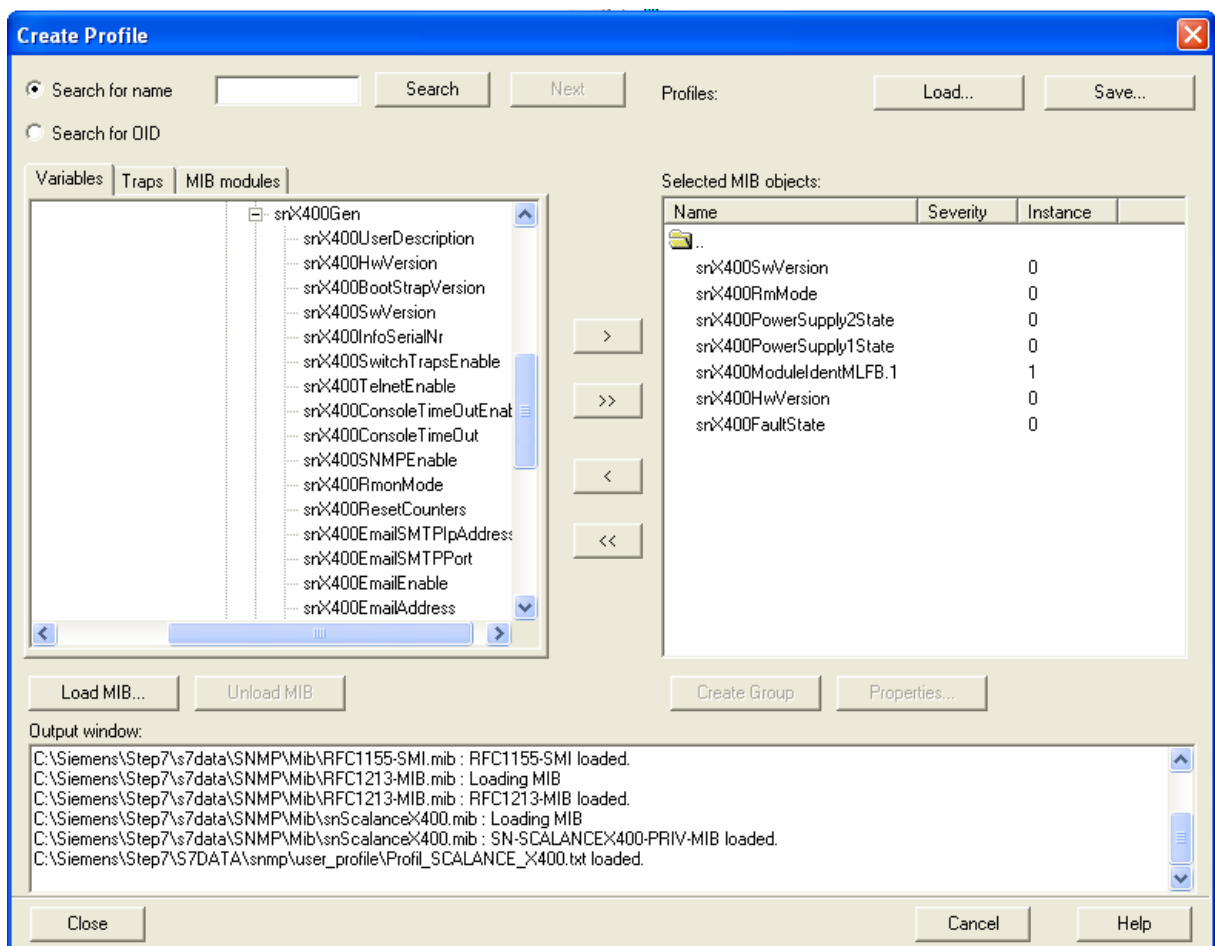 Create Profile
Search for name Search Next Profiles: Load... Save...
Search for OID
Variables Traps MIB modules Selected MIB objects:
snX400Gen
snX400UserDescription
snX400HwVersion
snX400BootStrapVersion
snX400SwVersion
snX400InfoSerialNr
snX400SwitchTrapsEnable
snX400TelnetEnable
snX400ConsoleTimeOutEnab
snX400ConsoleTimeOut
snX400SNMPEnable
snX400RmonMode
snX400ResetCounters
snX400EmailSMTPIpAddress
snX400EmailSMTPPort
snX400EmailEnable
snX400EmailAddress
> 
>>
<
<<
Name Severity Instance
..
snX400SwVersion 0
snX400RmMode 0
snX400PowerSupply2State 0
snX400PowerSupply1State 0
snX400ModuleIdentMLFB.1 1
snX400HwVersion 0
snX400FaultState 0
Load MIB... Unload MIB Create Group Properties...
Output window:
C:\Siemens\Step7\s7data\SNMP\Mib\RFC1155-SMI.mib : RFC1155-SMI loaded.
C:\Siemens\Step7\s7data\SNMP\Mib\RFC1213-MIB.mib : Loading MIB
C:\Siemens\Step7\s7data\SNMP\Mib\RFC1213-MIB.mib : RFC1213-MIB loaded.
C:\Siemens\Step7\s7data\SNMP\Mib\snScalanceX400.mib : Loading MIB
C:\Siemens\Step7\s7data\SNMP\Mib\snScalanceX400.mib : SN-SCALANCEX400-PRIV-MIB loaded.
C:\Siemens\Step7\S7DATA\snmp\user_profile\Profil_SCALANCE_X400.txt loaded.
Close Cancel Help